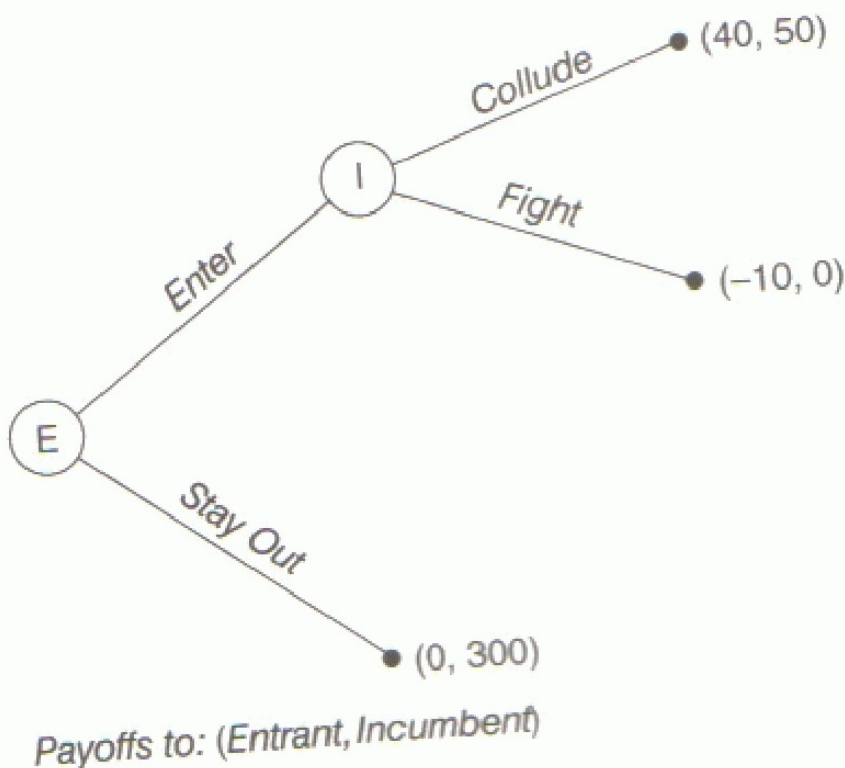 Collude
(40, 50)
I
Fight
(–10, 0)
Enter
E
Stay Out
(0, 300)
Payoffs to: (Entrant, Incumbent)